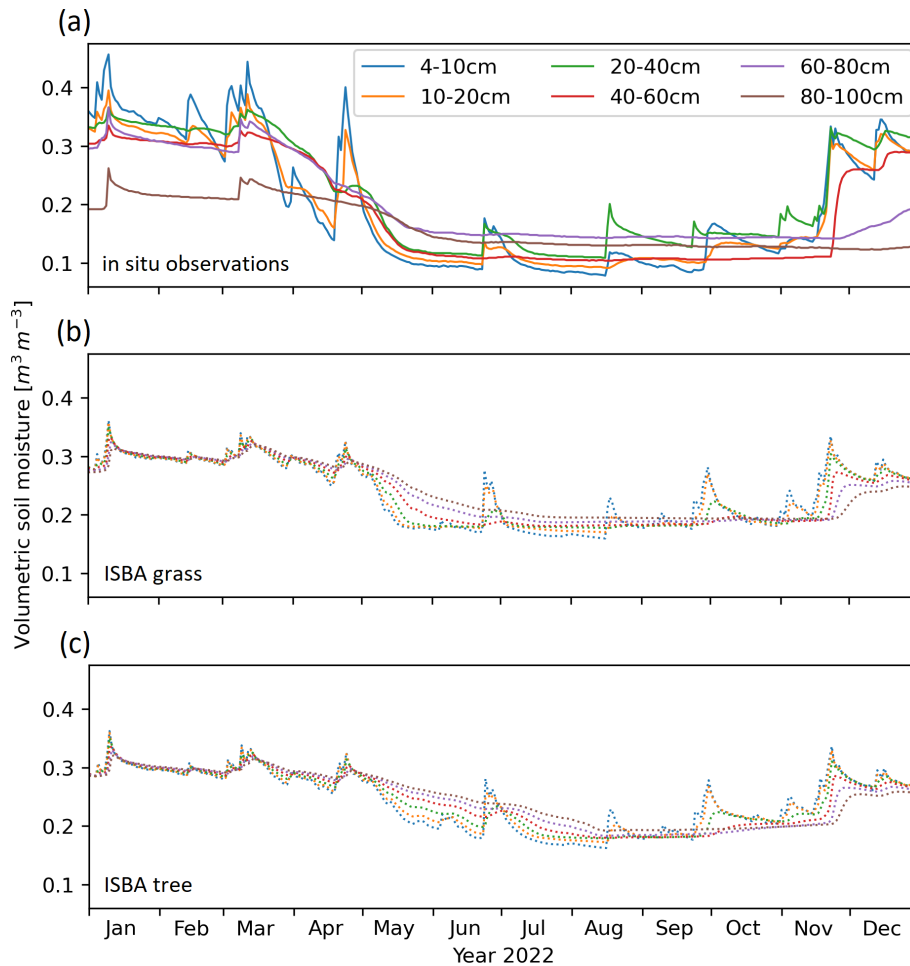 (a)
4-10cm 20-40cm 60-80cm
10-20cm 40-60cm 80-100cm
0.4
0.3
0.2
0.1
in situ observations
(b)
Volumetric soil moisture [m³ m⁻³]
0.4
0.3
0.2
0.1
ISBA grass
(c)
0.4
0.3
0.2
0.1
ISBA tree
Jan Feb Mar Apr May Jun Jul Aug Sep Oct Nov Dec
Year 2022